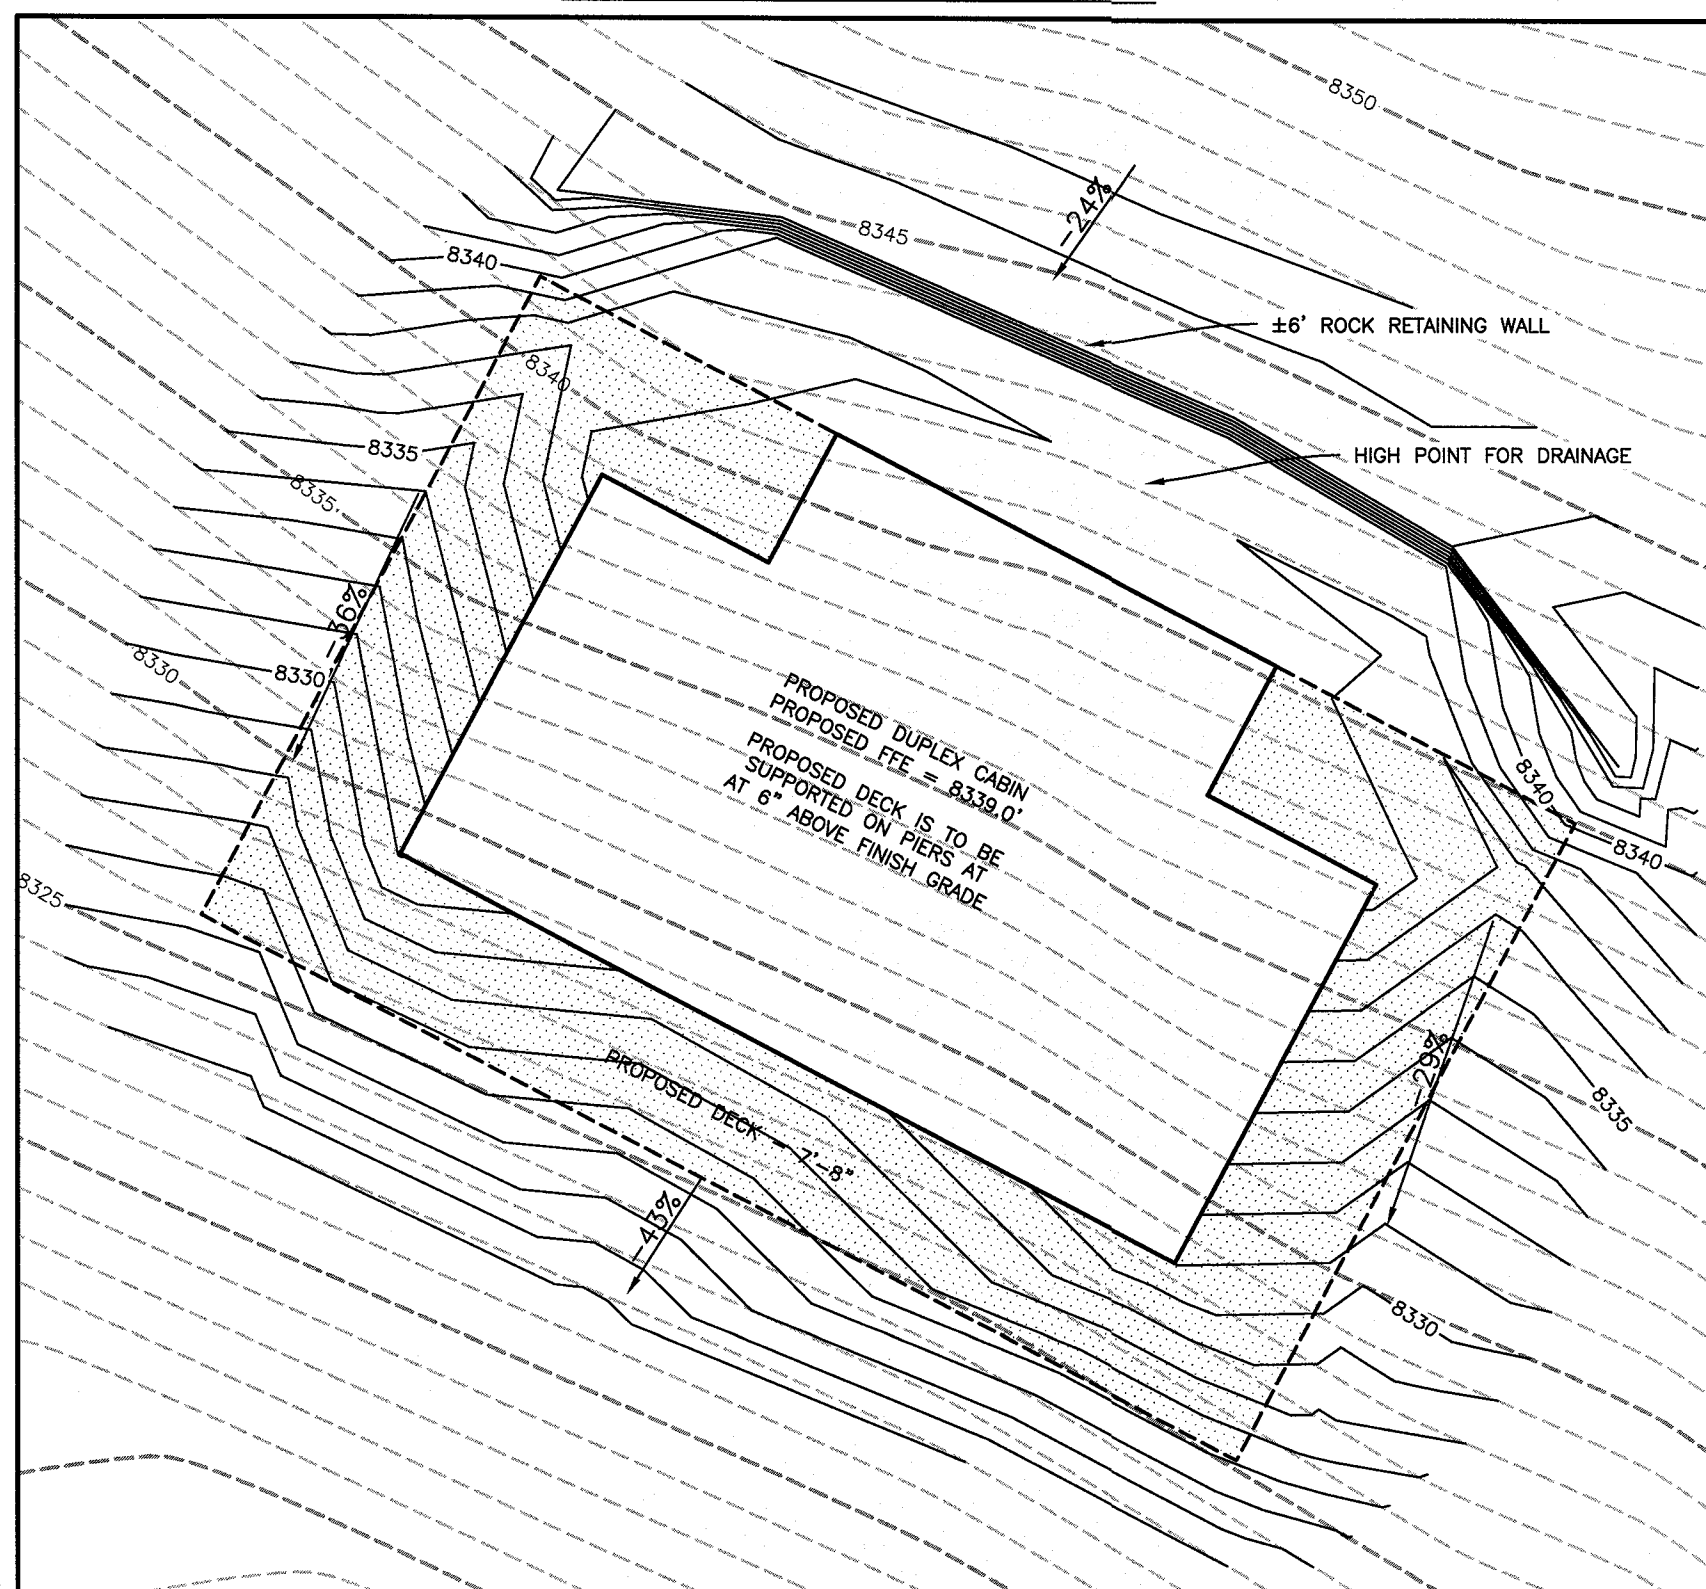 8350
-24%
8345
8340
±6' ROCK RETAINING WALL
8340
HIGH POINT FOR DRAINAGE
8335
8335
-36%
8330
8330
PROPOSED DUPLEX CABIN
PROPOSED FFE = 8339.0'
PROPOSED DECK IS TO BE
SUPPORTED ON PIERS AT
AT 6" ABOVE FINISH GRADE
8340
8340
8325
-29%
8335
PROPOSED DECK = 7'-8"
-43%
8330